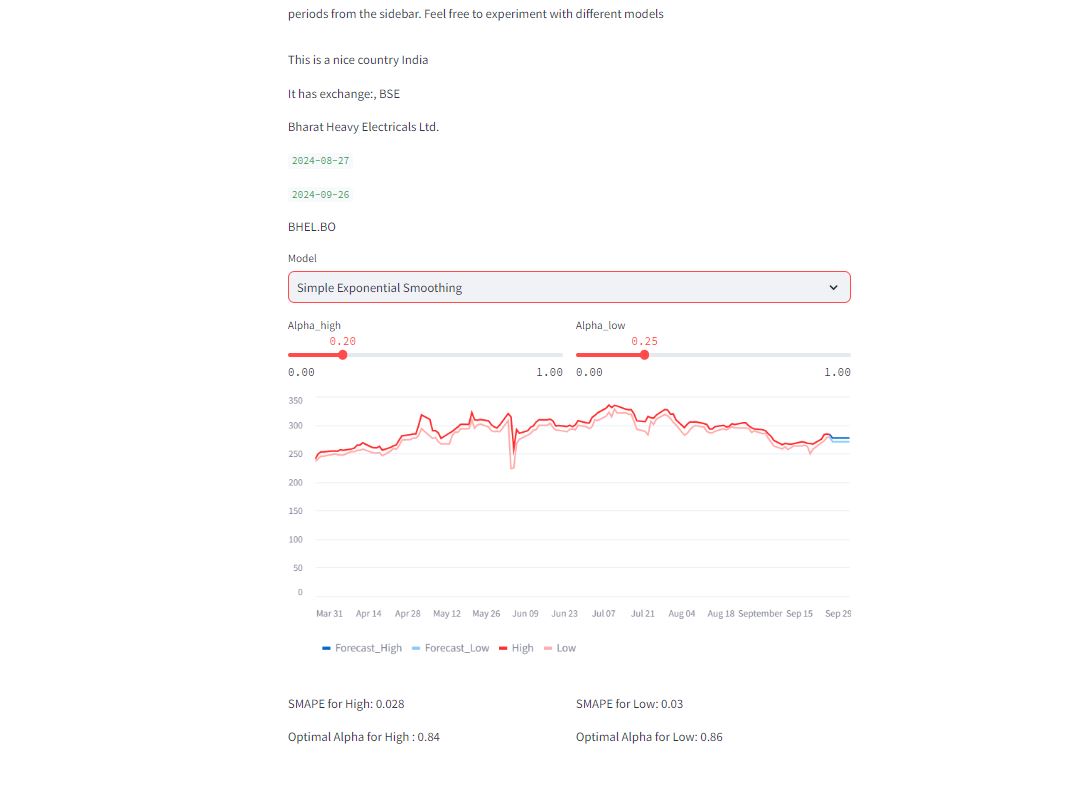 periods from the sidebar. Feel free to experiment with different models
This is a nice country India
It has exchange:, BSE
Bharat Heavy Electricals Ltd.
2024-08-27
2024-09-26
BHEL.BO
Model
Simple Exponential Smoothing
Alpha_high Alpha_low
0.20 0.25
0.00 1.00 0.00 1.00
350
300
250
200
150
100
50
0
Mar 31 Apr 14 Apr 28 May 12 May 26 Jun 09 Jun 23 Jul 07 Jul 21 Aug 04 Aug 18 September Sep 15 Sep 29
Forecast_High Forecast_Low High Low
SMAPE for High: 0.028 SMAPE for Low: 0.03
Optimal Alpha for High : 0.84 Optimal Alpha for Low: 0.86